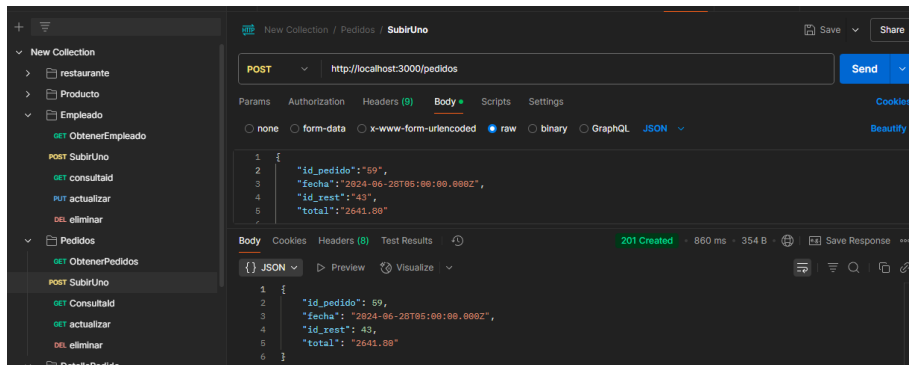 New Collection
restaurante
Producto
Empleado
GET ObtenerEmpleado
POST SubirUno
GET consultaid
PUT actualizar
DEL eliminar
Pedidos
GET ObtenerPedidos
POST SubirUno
GET ConsultaId
GET actualizar
DEL eliminar
DetallePedido
HTTP New Collection / Pedidos / SubirUno Save Share
POST http://localhost:3000/pedidos Send
Params Authorization Headers (9) Body Scripts Settings Cookies
none form-data x-www-form-urlencoded raw binary GraphQL JSON Beautify
1 {
2 "id_pedido":"59",
3 "fecha":"2024-06-28T05:00:00.000Z",
4 "id_rest":"43",
5 "total":"2641.80"
Body Cookies Headers (8) Test Results 201 Created 860 ms 354 B Save Response
{} JSON Preview Visualize
1 {
2 "id_pedido": 59,
3 "fecha": "2024-06-28T05:00:00.000Z",
4 "id_rest": 43,
5 "total": "2641.80"
6 }